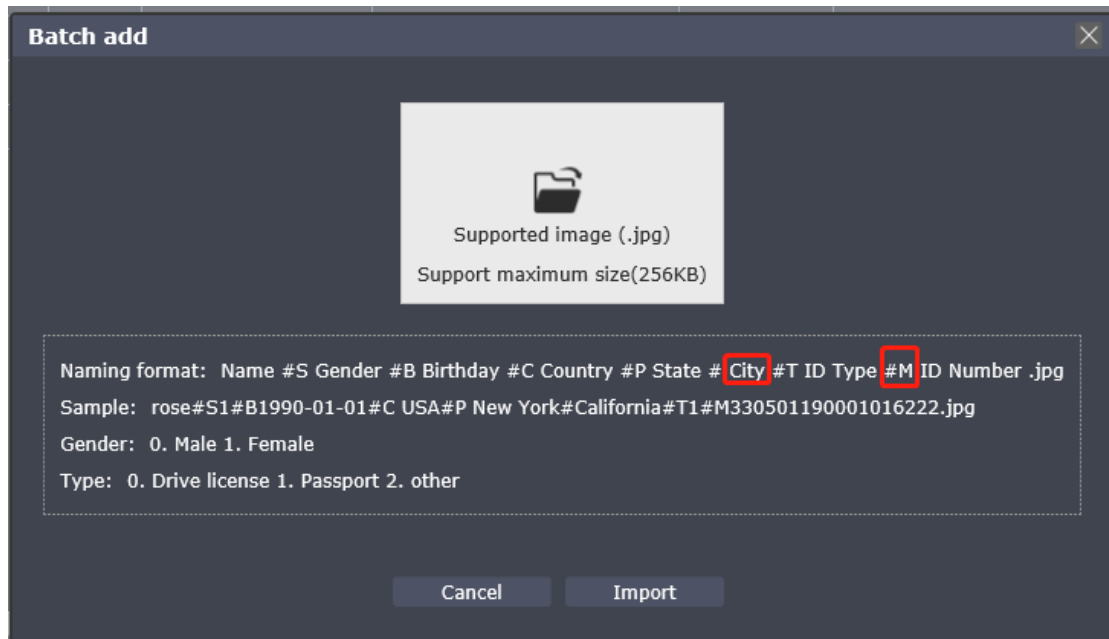 Batch add
Supported image (.jpg)
Support maximum size(256KB)
Naming format: Name #S Gender #B Birthday #C Country #P State # City #T ID Type #M ID Number .jpg
Sample: rose#S1#B1990-01-01#C USA#P New York#California#T1#M330501190001016222.jpg
Gender: 0. Male 1. Female
Type: 0. Drive license 1. Passport 2. other
Cancel Import